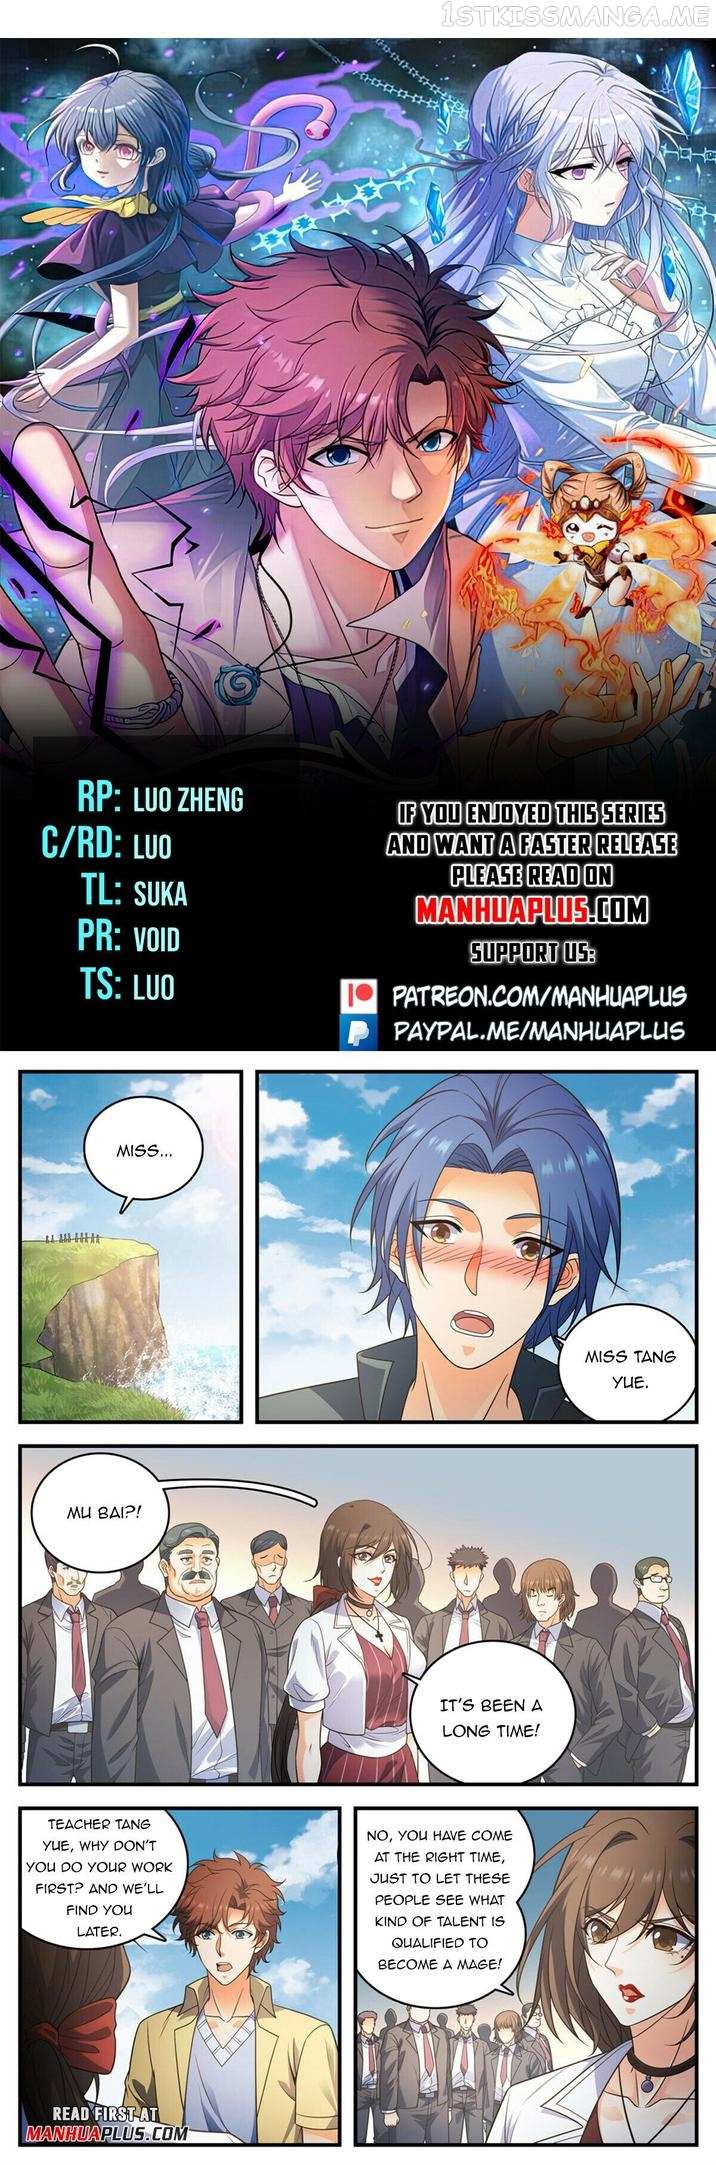 1STKISSMANGA.ME
RP: LUO ZHENG
C/RD: LUO
TL: SUKA
PR: VOID
TS: LUO
IF YOU ENJOYED THIS SERIES
AND WANT A FASTER RELEASE
PLEASE READ ON
MANHUAPLUS.COM
SUPPORT US:
PATREON.COM/MANHUAPLUS
PAYPAL.ME/MANHUAPLUS
MISS...
MISS TANG
YUE.
MU BAI?!
IT'S BEEN A
LONG TIME!
TEACHER TANG
YUE, WHY DON'T
YOU DO YOUR WORK
FIRST? AND WE'LL
FIND YOU
LATER.
NO, YOU HAVE COME
AT THE RIGHT TIME,
JUST TO LET THESE
PEOPLE SEE WHAT
KIND OF TALENT IS
QUALIFIED TO
BECOME A MAGE!
READ FIRST AT
MANHUAPLUS.COM